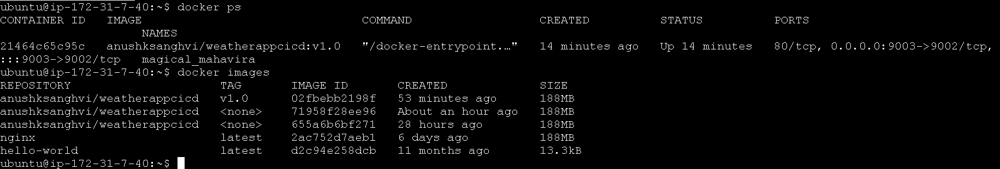 ubuntu@ip-172-31-7-40:~$ docker ps
CONTAINER ID   IMAGE                               COMMAND                  CREATED          STATUS          PORTS
                    NAMES
21464c65c95c   anushksanghvi/weatherappcicd:v1.0   "/docker-entrypoint.…"   14 minutes ago   Up 14 minutes   80/tcp, 0.0.0.0:9003->9002/tcp,
:::9003->9002/tcp   magical_mahavira
ubuntu@ip-172-31-7-40:~$ docker images
REPOSITORY                     TAG       IMAGE ID       CREATED             SIZE
anushksanghvi/weatherappcicd   v1.0      02fbebb2198f   53 minutes ago      188MB
anushksanghvi/weatherappcicd   <none>    71958f28ee96   About an hour ago   188MB
anushksanghvi/weatherappcicd   <none>    655a6b6bf271   28 hours ago        188MB
nginx                          latest    2ac752d7aeb1   6 days ago          188MB
hello-world                    latest    d2c94e258dcb   11 months ago       13.3kB
ubuntu@ip-172-31-7-40:~$